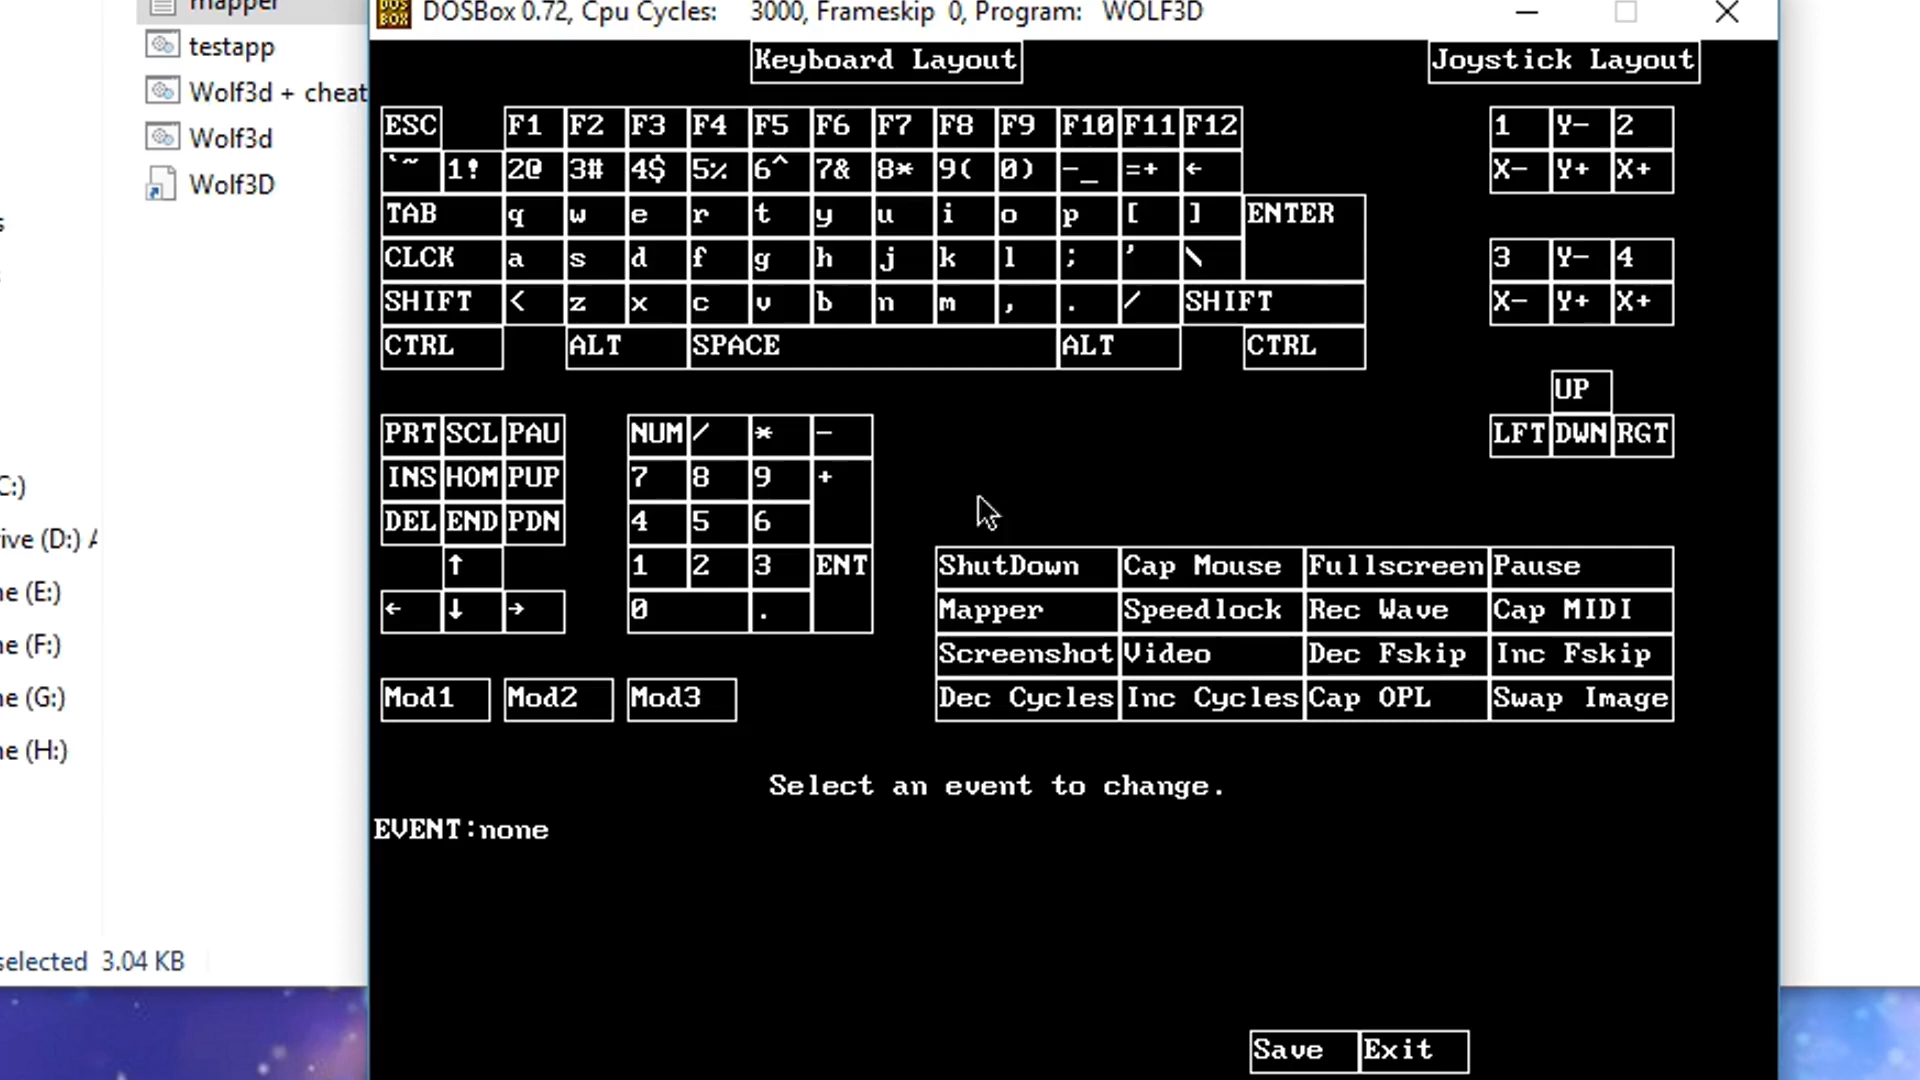 mapper
testapp
Wolf3d + cheat
Wolf3d
Wolf3D
C:)
ive (D:)
ne (E:)
ne (F:)
ne (G:)
ne (H:)
selected 3.04 KB
DOSBox 0.72, Cpu Cycles: 3000, Frameskip 0, Program: WOLF3D
Keyboard Layout Joystick Layout
ESC F1 F2 F3 F4 F5 F6 F7 F8 F9 F10 F11 F12 1 Y- 2
`~ 1! 2@ 3# 4$ 5% 6^ 7& 8* 9( 0) -_ =+ ← X- Y+ X+
TAB q w e r t y u i o p [ ] ENTER
CLCK a s d f g h j k l ; ' \ 3 Y- 4
SHIFT < z x c v b n m , . / SHIFT X- Y+ X+
CTRL ALT SPACE ALT CTRL
UP
PRT SCL PAU NUM / * - LFT DWN RGT
INS HOM PUP 7 8 9 +
DEL END PDN 4 5 6
↑ 1 2 3 ENT ShutDown Cap Mouse Fullscreen Pause
← ↓ → 0 . Mapper Speedlock Rec Wave Cap MIDI
Screenshot Video Dec Fskip Inc Fskip
Mod1 Mod2 Mod3 Dec Cycles Inc Cycles Cap OPL Swap Image
Select an event to change.
EVENT:none
Save Exit